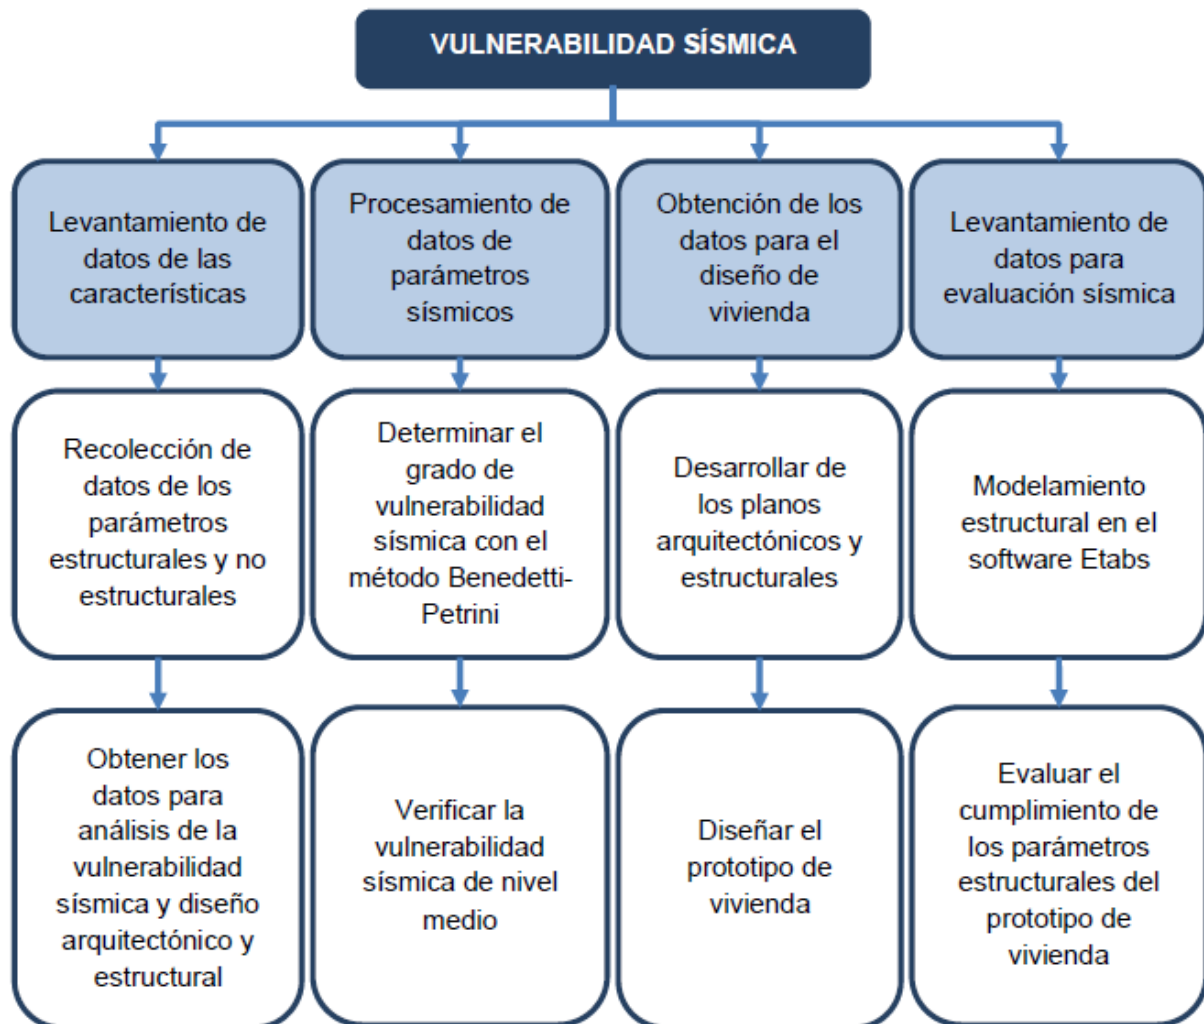 VULNERABILIDAD SÍSMICA
Levantamiento de
datos de las
características
Procesamiento de
datos de
parámetros
sísmicos
Obtención de los
datos para el
diseño de
vivienda
Levantamiento de
datos para
evaluación sísmica
Recolección de
datos de los
parámetros
estructurales y no
estructurales
Determinar el
grado de
vulnerabilidad
sísmica con el
método Benedetti-
Petrini
Desarrollar de
los planos
arquitectónicos y
estructurales
Modelamiento
estructural en el
software Etabs
Obtener los
datos para
análisis de la
vulnerabilidad
sísmica y diseño
arquitectónico y
estructural
Verificar la
vulnerabilidad
sísmica de nivel
medio
Diseñar el
prototipo de
vivienda
Evaluar el
cumplimiento de
los parámetros
estructurales del
prototipo de
vivienda